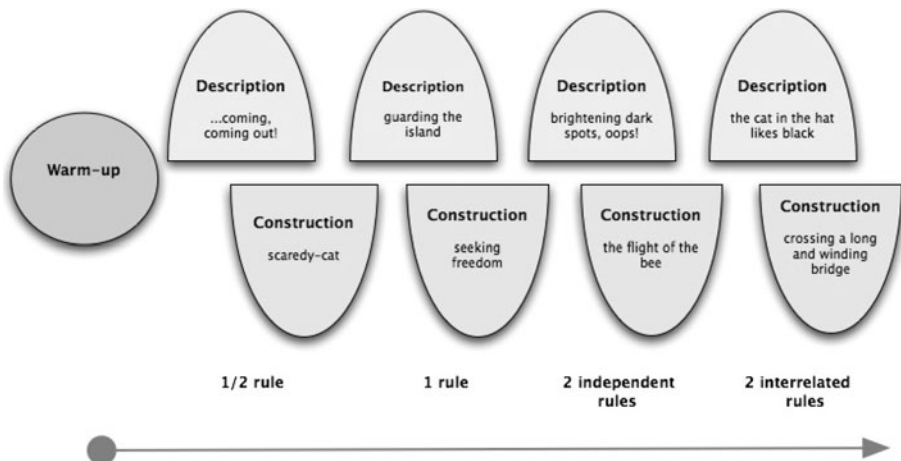 Warm-up
Description
...coming,
coming out!
Description
guarding the
island
Description
brightening dark
spots, oops!
Description
the cat in the hat
likes black
Construction
scaredy-cat
Construction
seeking
freedom
Construction
the flight of the
bee
Construction
crossing a long
and winding
bridge
1/2 rule
1 rule
2 independent
rules
2 interrelated
rules